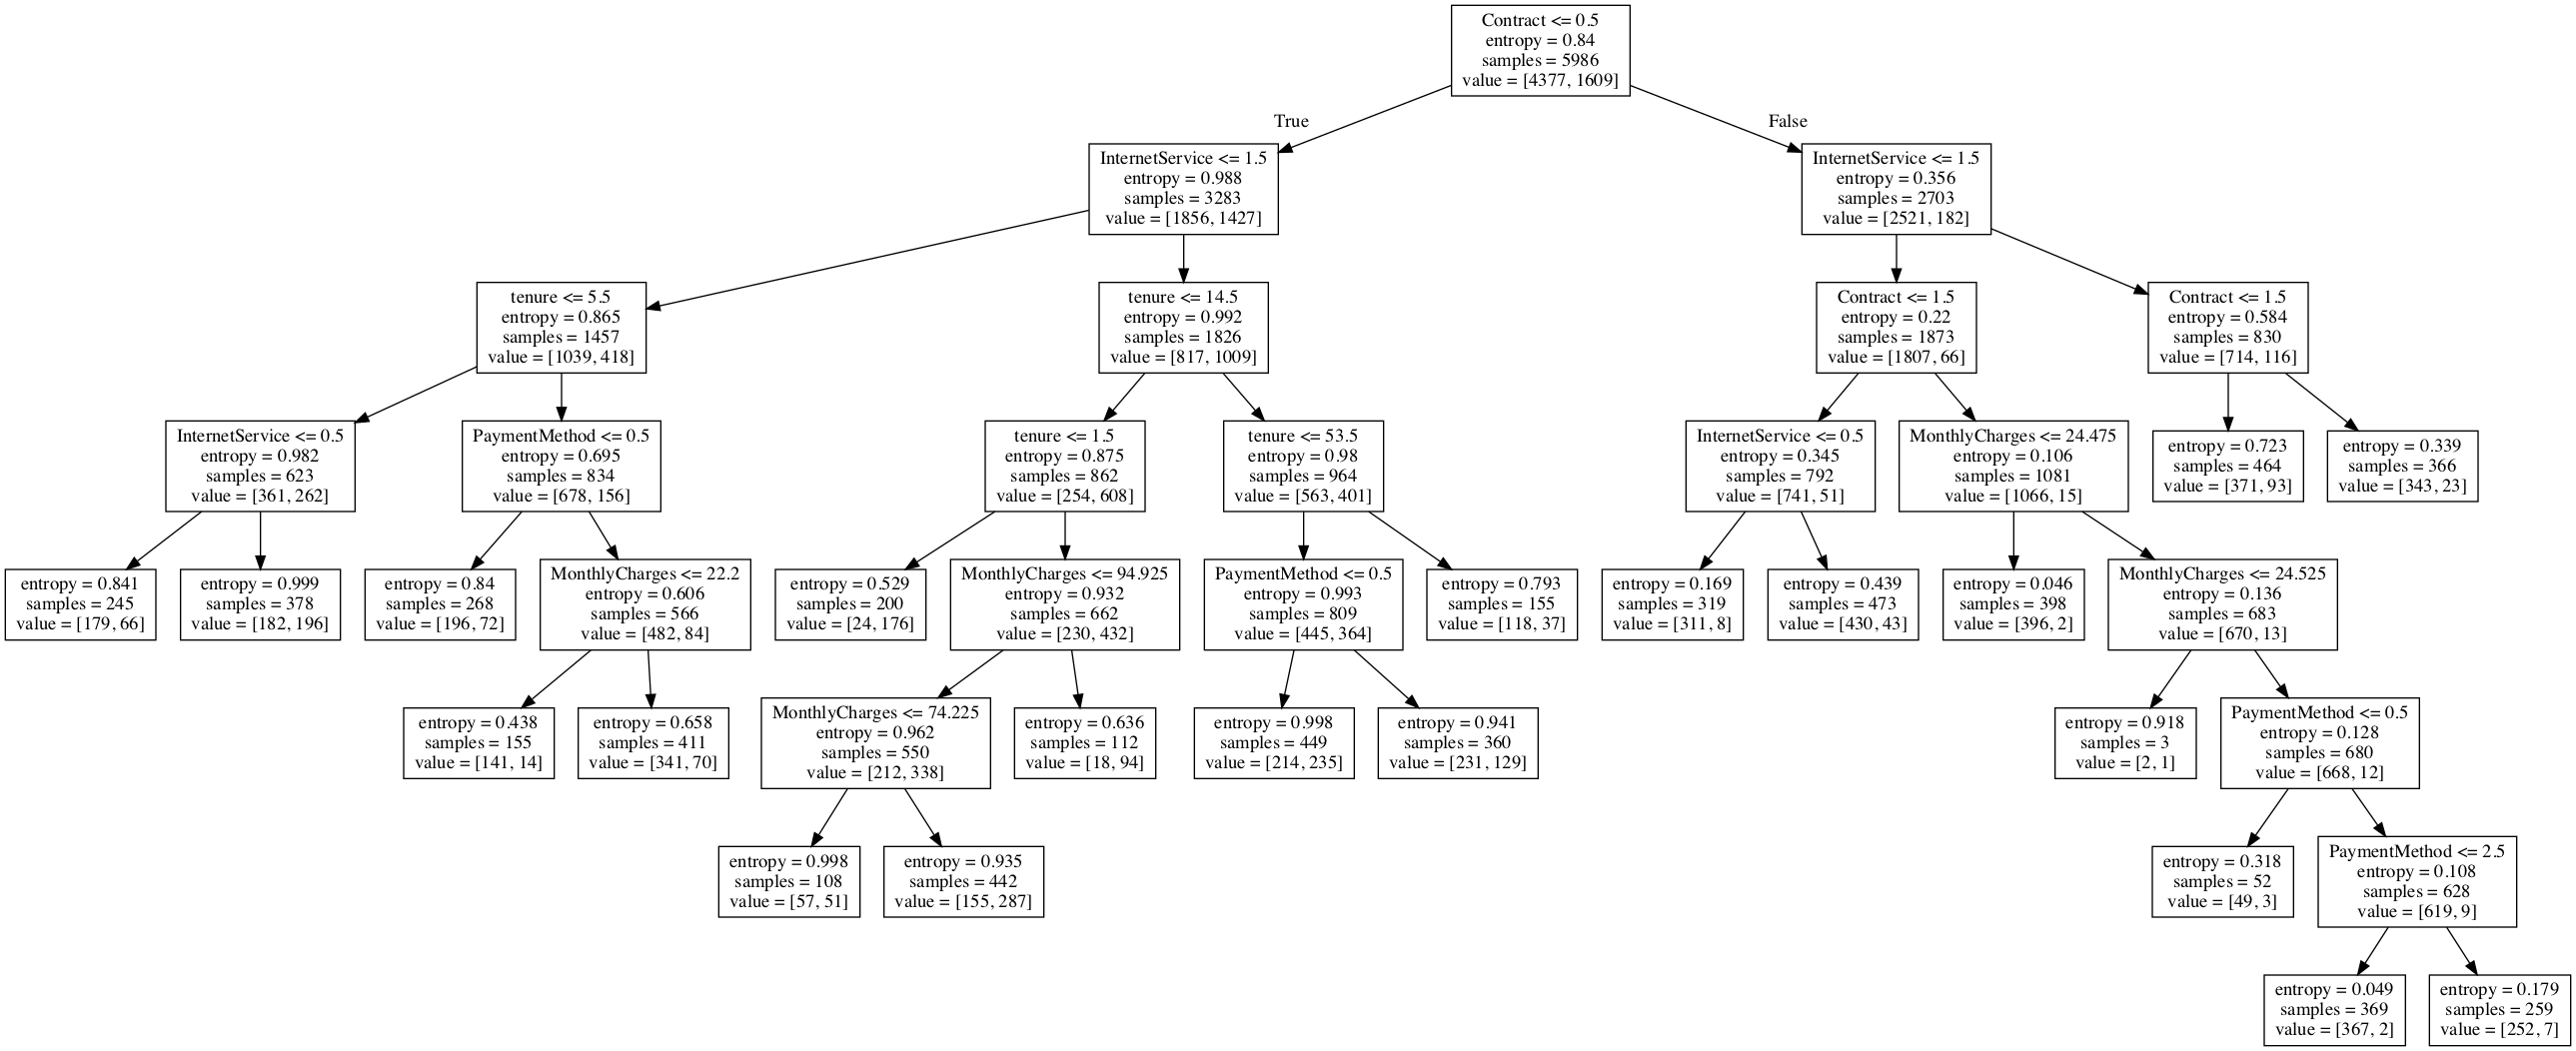 Contract <= 0.5
entropy = 0.84
samples = 5986
value = [4377, 1609]
True
False
InternetService <= 1.5
entropy = 0.988
samples = 3283
value = [1856, 1427]
InternetService <= 1.5
entropy = 0.356
samples = 2703
value = [2521, 182]
tenure <= 5.5
entropy = 0.865
samples = 1457
value = [1039, 418]
tenure <= 14.5
entropy = 0.992
samples = 1826
value = [817, 1009]
Contract <= 1.5
entropy = 0.22
samples = 1873
value = [1807, 66]
Contract <= 1.5
entropy = 0.584
samples = 830
value = [714, 116]
InternetService <= 0.5
entropy = 0.982
samples = 623
value = [361, 262]
PaymentMethod <= 0.5
entropy = 0.695
samples = 834
value = [678, 156]
tenure <= 1.5
entropy = 0.875
samples = 862
value = [254, 608]
tenure <= 53.5
entropy = 0.98
samples = 964
value = [563, 401]
InternetService <= 0.5
entropy = 0.345
samples = 792
value = [741, 51]
MonthlyCharges <= 24.475
entropy = 0.106
samples = 1081
value = [1066, 15]
entropy = 0.723
samples = 464
value = [371, 93]
entropy = 0.339
samples = 366
value = [343, 23]
entropy = 0.841
samples = 245
value = [179, 66]
entropy = 0.999
samples = 378
value = [182, 196]
entropy = 0.84
samples = 268
value = [196, 72]
MonthlyCharges <= 22.2
entropy = 0.606
samples = 566
value = [482, 84]
entropy = 0.529
samples = 200
value = [24, 176]
MonthlyCharges <= 94.925
entropy = 0.932
samples = 662
value = [230, 432]
PaymentMethod <= 0.5
entropy = 0.993
samples = 809
value = [445, 364]
entropy = 0.793
samples = 155
value = [118, 37]
entropy = 0.169
samples = 319
value = [311, 8]
entropy = 0.439
samples = 473
value = [430, 43]
entropy = 0.046
samples = 398
value = [396, 2]
MonthlyCharges <= 24.525
entropy = 0.136
samples = 683
value = [670, 13]
entropy = 0.438
samples = 155
value = [141, 14]
entropy = 0.658
samples = 411
value = [341, 70]
MonthlyCharges <= 74.225
entropy = 0.962
samples = 550
value = [212, 338]
entropy = 0.636
samples = 112
value = [18, 94]
entropy = 0.998
samples = 449
value = [214, 235]
entropy = 0.941
samples = 360
value = [231, 129]
entropy = 0.918
samples = 3
value = [2, 1]
PaymentMethod <= 0.5
entropy = 0.128
samples = 680
value = [668, 12]
entropy = 0.998
samples = 108
value = [57, 51]
entropy = 0.935
samples = 442
value = [155, 287]
entropy = 0.318
samples = 52
value = [49, 3]
PaymentMethod <= 2.5
entropy = 0.108
samples = 628
value = [619, 9]
entropy = 0.049
samples = 369
value = [367, 2]
entropy = 0.179
samples = 259
value = [252, 7]